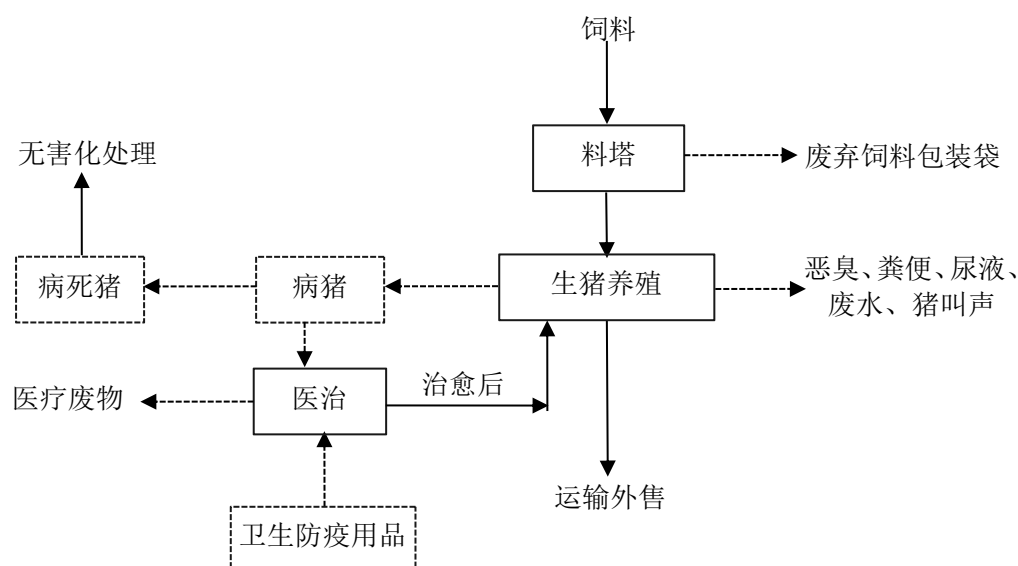 饲料
无害化处理
料塔
废弃饲料包装袋
病死猪
病猪
生猪养殖
恶臭、粪便、尿液、
废水、猪叫声
医疗废物
医治
治愈后
运输外售
卫生防疫用品